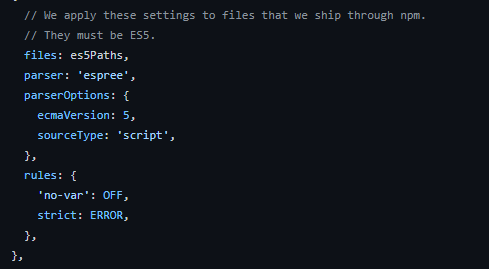 // We apply these settings to files that we ship through npm.
// They must be ES5.
files: es5Paths,
parser: 'espree',
parserOptions: {
ecmaVersion: 5,
sourceType: 'script',
},
rules: {
'no-var': OFF,
strict: ERROR,
},
},